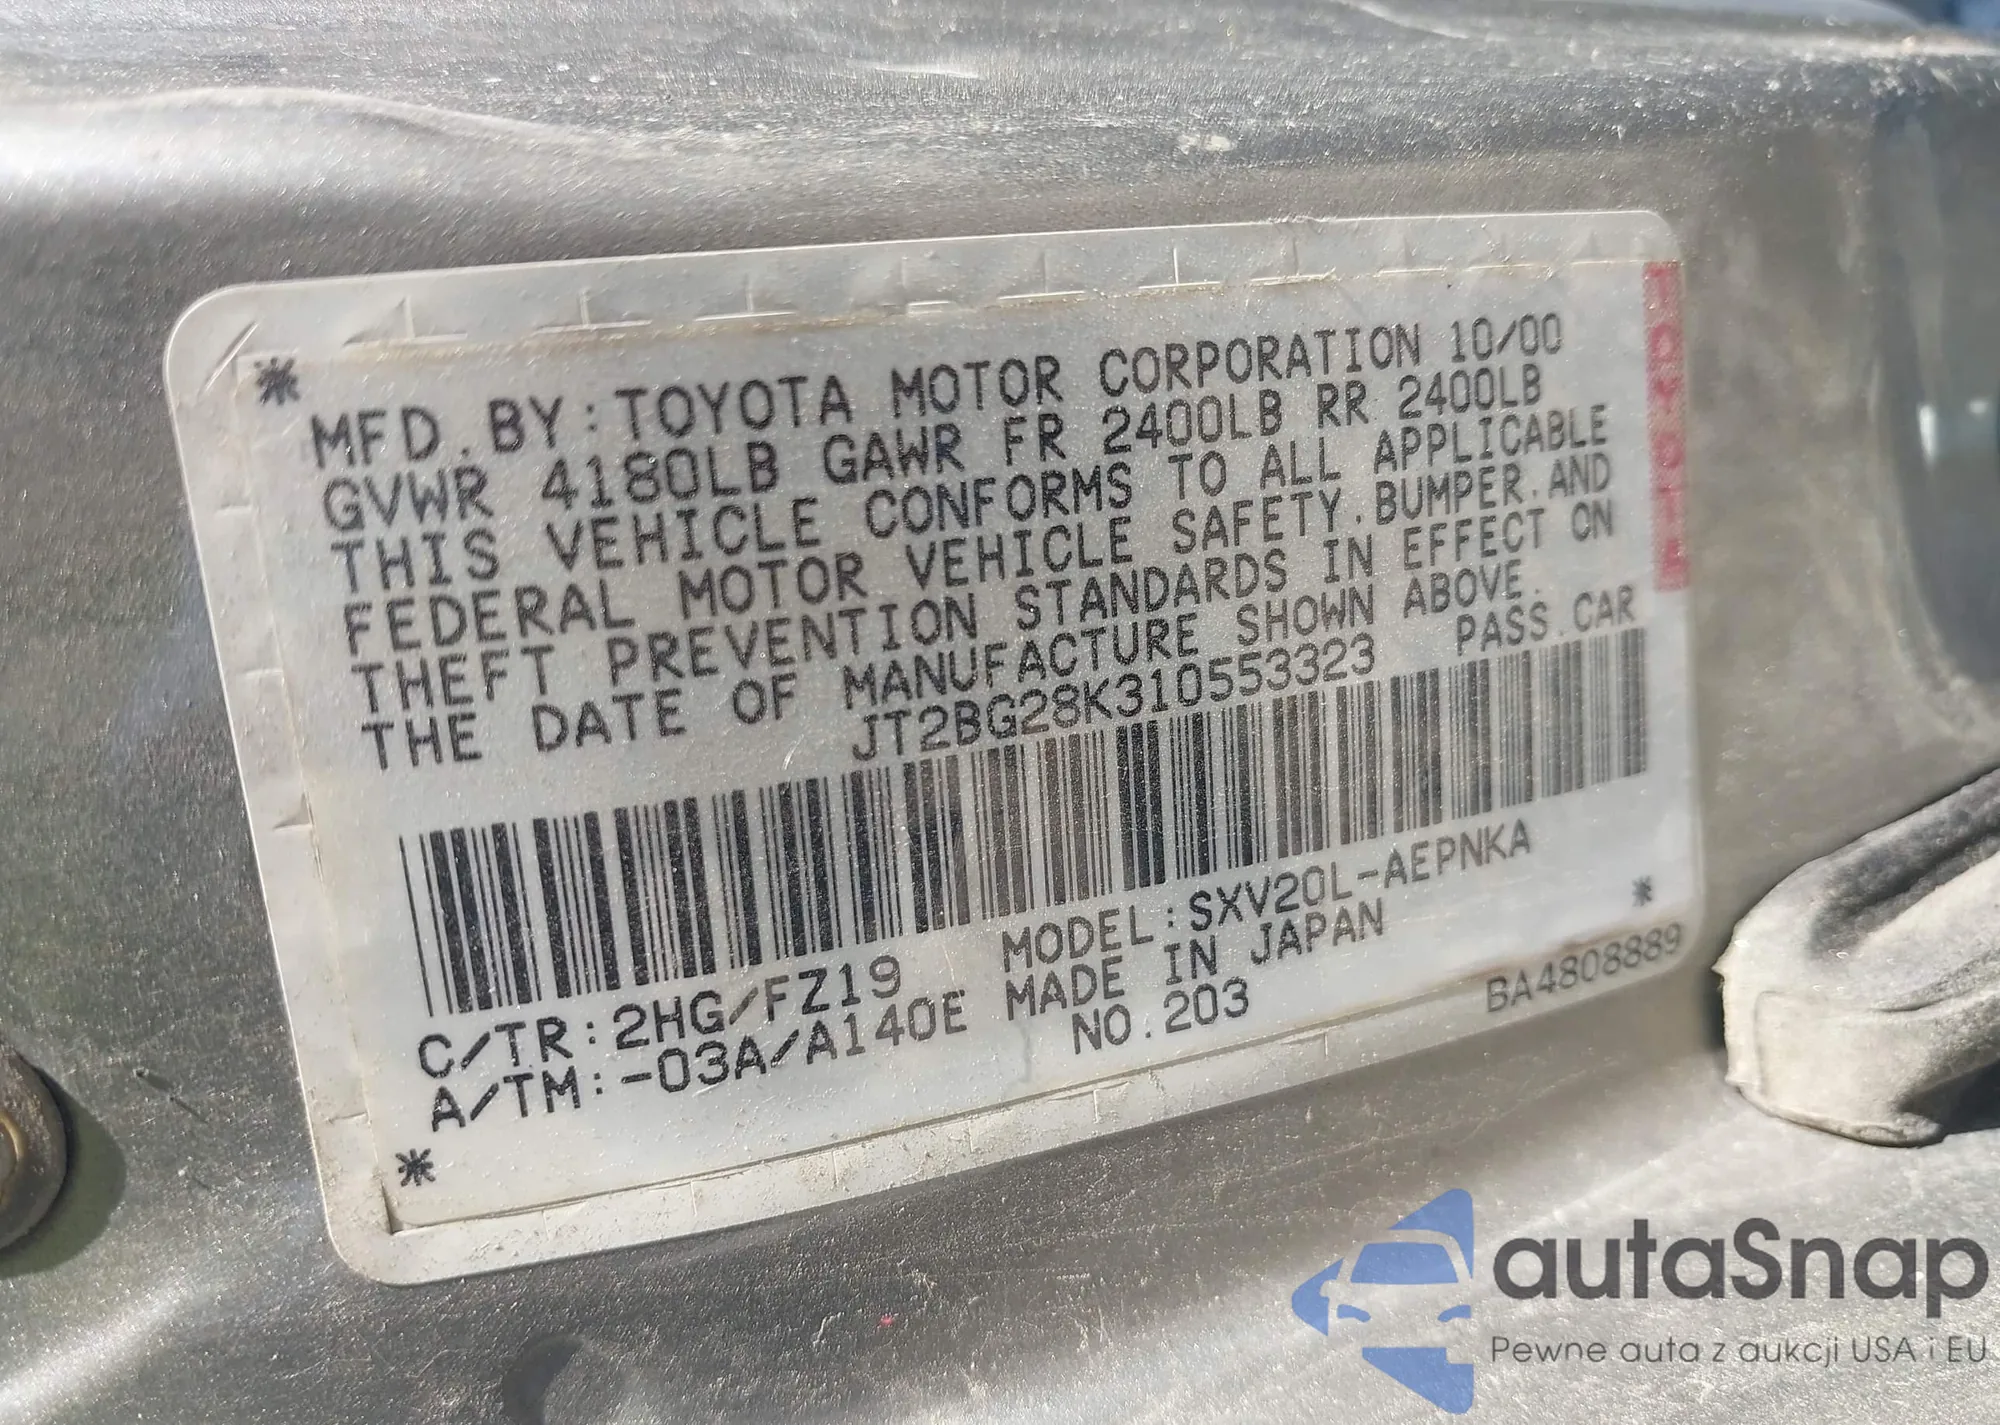 MFD.BY:TOYOTA MOTOR CORPORATION 10/00
GVWR 4180LB GAWR FR 2400LB RR 2400LB
THIS VEHICLE CONFORMS TO ALL APPLICABLE
FEDERAL MOTOR VEHICLE SAFETY.BUMPER.AND
THEFT PREVENTION STANDARDS IN EFFECT ON
THE DATE OF MANUFACTURE SHOWN ABOVE.
JT2BG28K310553323 PASS.CAR
C/TR:2HG/FZ19 MODEL:SXV20L-AEPNKA
A/TM:-03A/A140E MADE IN JAPAN
NO.203
BA4808889
TOYOTA
autaSnap
Pewne auta z aukcji USA i EU